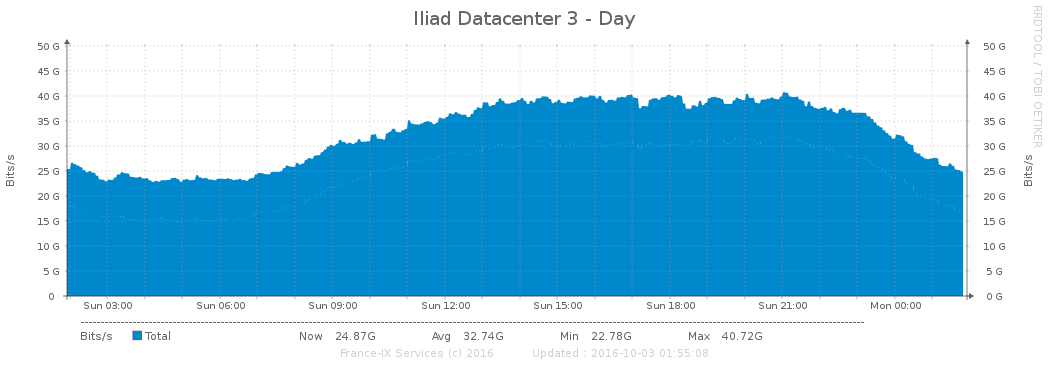 Iliad Datacenter 3 - Day
RRDTOOL / TOBI OETIKER
50 G 50 G
45 G 45 G
40 G 40 G
35 G 35 G
30 G 30 G
25 G 25 G
20 G 20 G
15 G 15 G
10 G 10 G
5 G 5 G
0 0 G
Bits/s
Bits/s
Sun 03:00 Sun 06:00 Sun 09:00 Sun 12:00 Sun 15:00 Sun 18:00 Sun 21:00 Mon 00:00
Bits/s Total Now 24.87G Avg 32.74G Min 22.78G Max 40.72G
France-IX Services (c) 2016 Updated : 2016-10-03 01:55:08